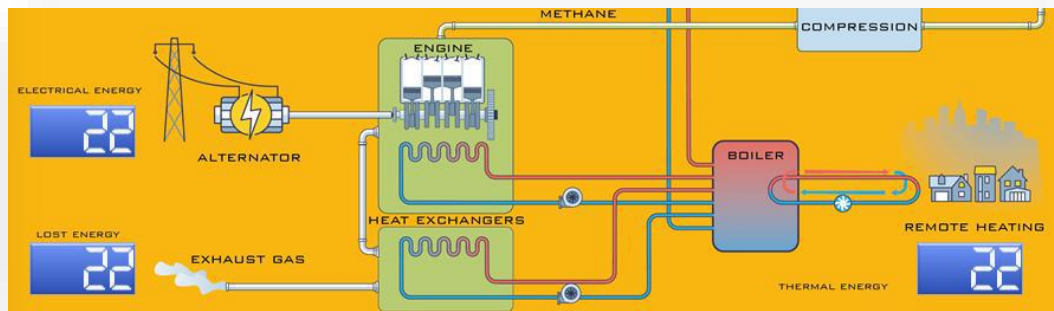 METHANE
COMPRESSION
ENGINE
ELECTRICAL ENERGY
22
ALTERNATOR
BOILER
HEAT EXCHANGERS
REMOTE HEATING
LOST ENERGY
22
EXHAUST GAS
THERMAL ENERGY
22